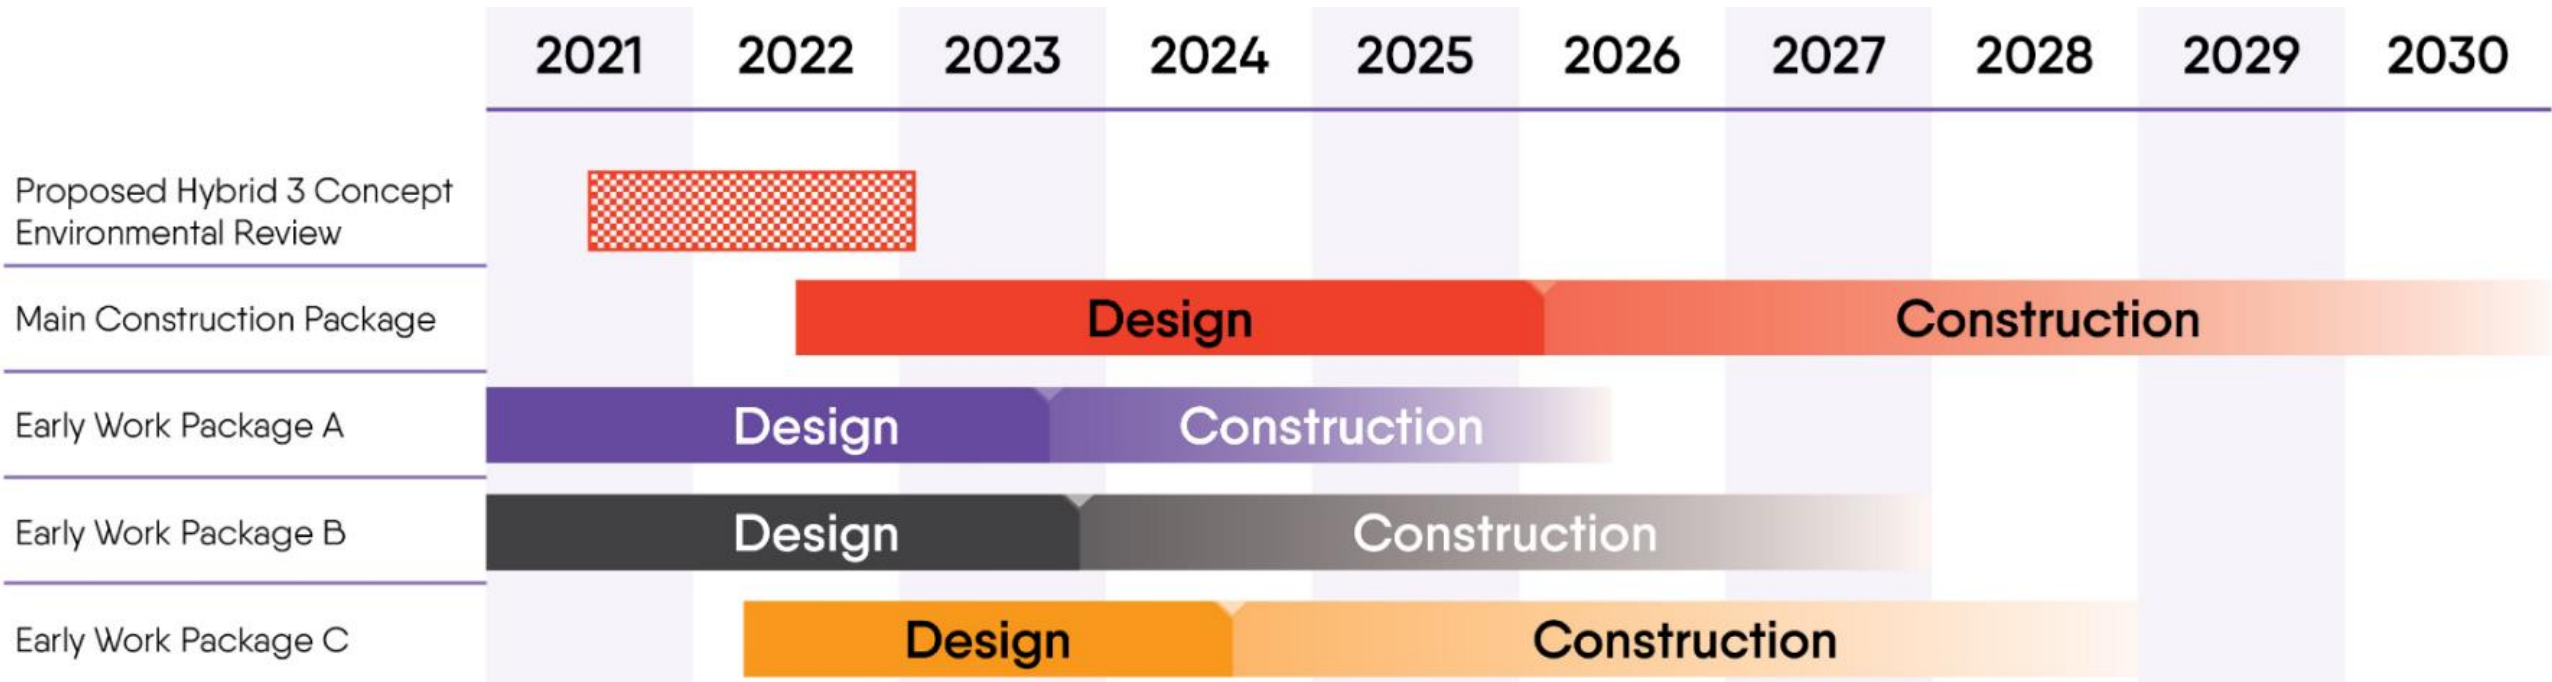 2021 2022 2023 2024 2025 2026 2027 2028 2029 2030
Proposed Hybrid 3 Concept
Environmental Review
Main Construction Package
Design Construction
Early Work Package A
Design Construction
Early Work Package B
Design Construction
Early Work Package C
Design Construction